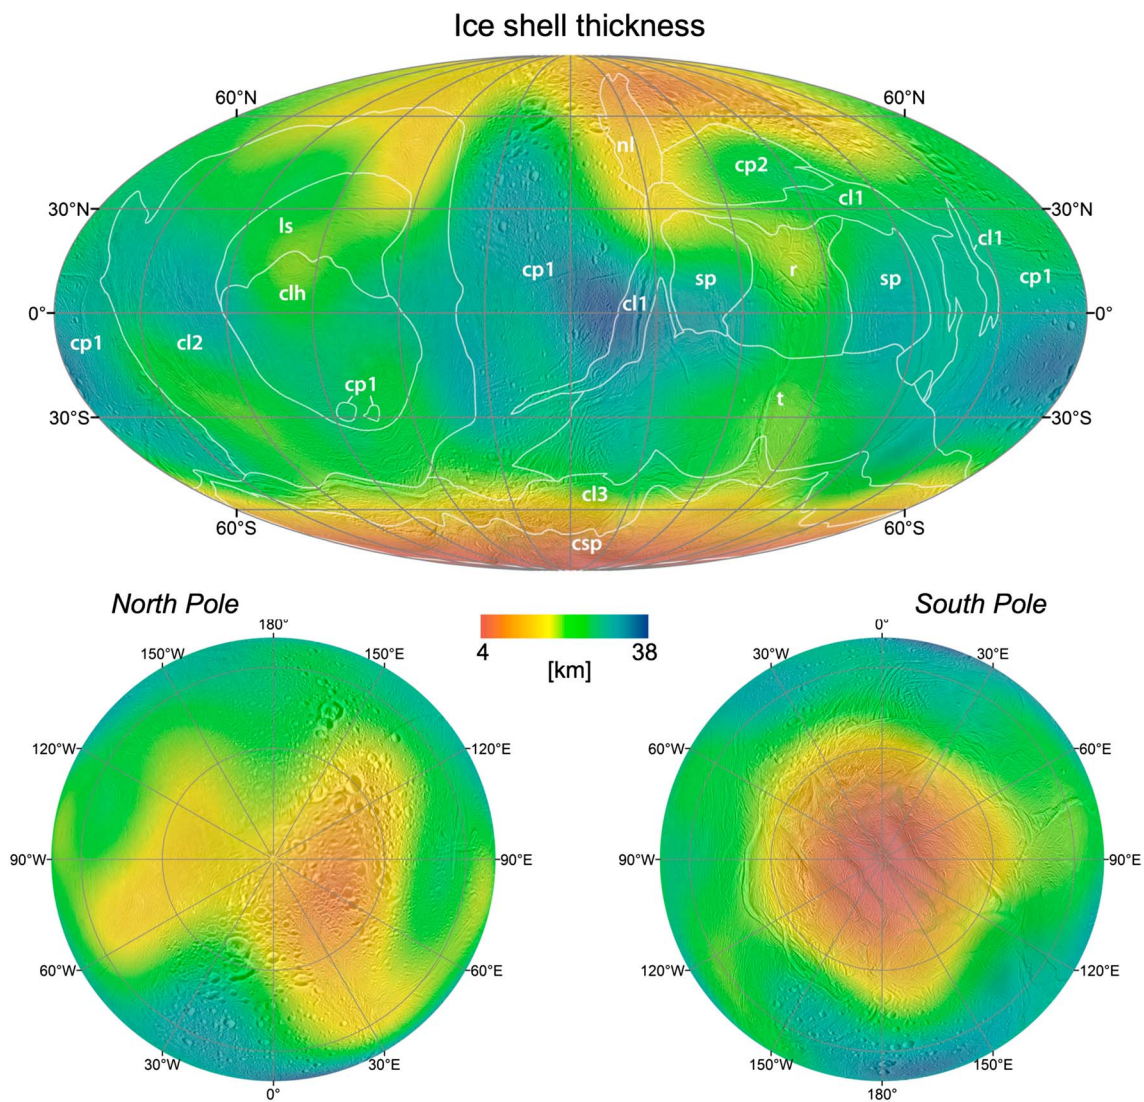 Ice shell thickness
60°N 60°N
nl
cp2
cl1
30°N 30°N
ls
cl1
cp1 sp r sp cp1
clh
cl1
0° 0°
cp1 cl2
cp1
t
30°S 30°S
cl3
60°S 60°S
csp
North Pole South Pole
4 38
[km]
180°
150°W 150°E
120°W 120°E
90°W 90°E
60°W 60°E
30°W 30°E
0°
0°
30°W 30°E
60°W 60°E
90°W 90°E
120°W 120°E
150°W 150°E
180°